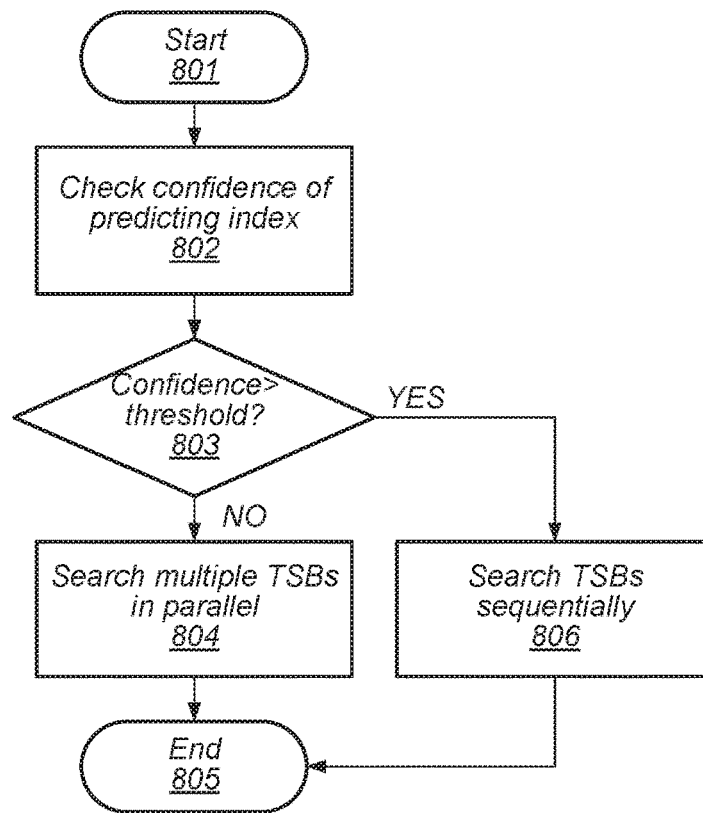 Start
801
Check confidence of
predicting index
802
Confidence>
threshold?
803
YES
NO
Search multiple TSBs
in parallel
804
Search TSBs
sequentially
806
End
805